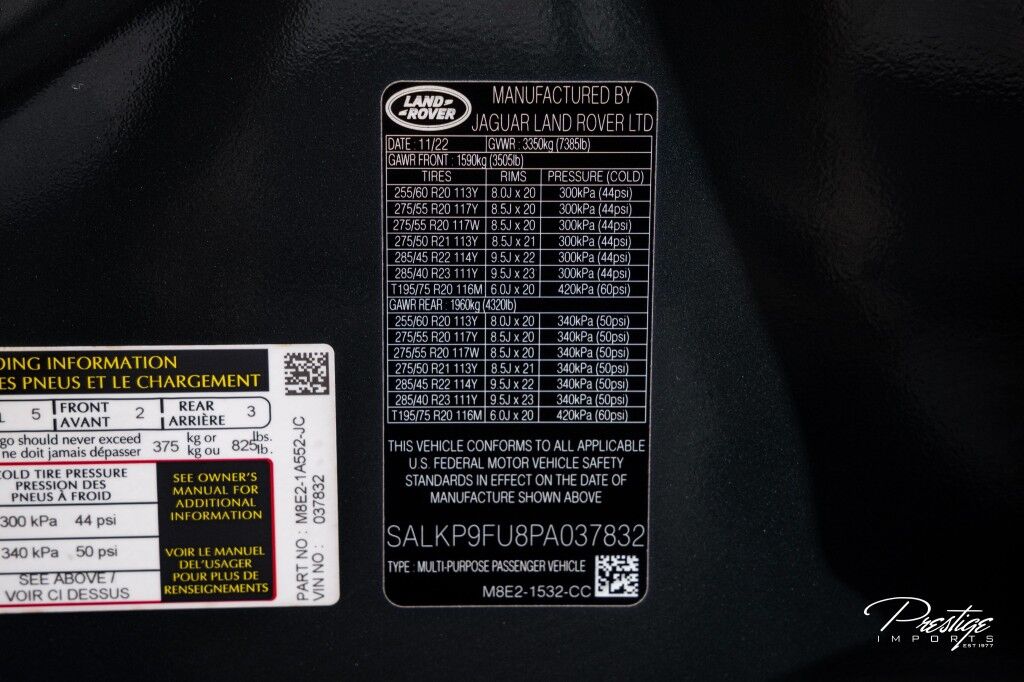 LAND-
-ROVER
MANUFACTURED BY
JAGUAR LAND ROVER LTD
DATE : 11/22 GVWR : 3350kg (7385lb)
GAWR FRONT : 1590kg (3505lb)
TIRES RIMS PRESSURE (COLD)
255/60 R20 113Y 8.0J x 20 300kPa (44psi)
275/55 R20 117Y 8.5J x 20 300kPa (44psi)
275/55 R20 117W 8.5J x 20 300kPa (44psi)
275/50 R21 113Y 8.5J x 21 300kPa (44psi)
285/45 R22 114Y 9.5J x 22 300kPa (44psi)
285/40 R23 111Y 9.5J x 23 300kPa (44psi)
T195/75 R20 116M 6.0J x 20 420kPa (60psi)
GAWR REAR : 1960kg (4320lb)
255/60 R20 113Y 8.0J x 20 340kPa (50psi)
275/55 R20 117Y 8.5J x 20 340kPa (50psi)
275/55 R20 117W 8.5J x 20 340kPa (50psi)
275/50 R21 113Y 8.5J x 21 340kPa (50psi)
285/45 R22 114Y 9.5J x 22 340kPa (50psi)
285/40 R23 111Y 9.5J x 23 340kPa (50psi)
T195/75 R20 116M 6.0J x 20 420kPa (60psi)
THIS VEHICLE CONFORMS TO ALL APPLICABLE
U.S. FEDERAL MOTOR VEHICLE SAFETY
STANDARDS IN EFFECT ON THE DATE OF
MANUFACTURE SHOWN ABOVE
SALKP9FU8PA037832
TYPE : MULTI-PURPOSE PASSENGER VEHICLE
M8E2-1532-CC
DING INFORMATION
ES PNEUS ET LE CHARGEMENT
L 5 FRONT AVANT 2 REAR ARRIÈRE 3
go should never exceed 375 kg or 825 lbs.
ne doit jamais dépasser kg ou lb.
COLD TIRE PRESSURE
PRESSION DES
PNEUS À FROID
300 kPa 44 psi
340 kPa 50 psi
SEE ABOVE /
VOIR CI DESSUS
SEE OWNER'S
MANUAL FOR
ADDITIONAL
INFORMATION
VOIR LE MANUEL
DEL'USAGER
POUR PLUS DE
RENSEIGNEMENTS
PART NO : M8E2-1A552-JC
VIN NO : 037832
Prestige
IMPORTS
EST 1977